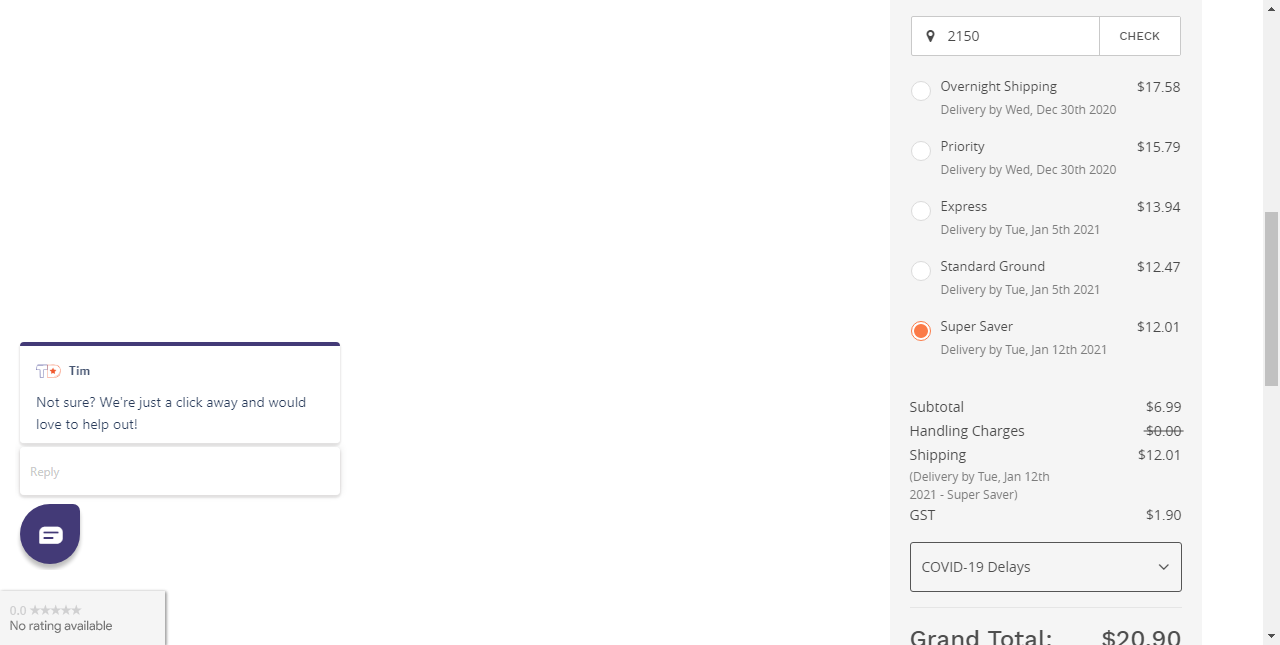 2150 CHECK
Overnight Shipping $17.58
Delivery by Wed, Dec 30th 2020
Priority $15.79
Delivery by Wed, Dec 30th 2020
Express $13.94
Delivery by Tue, Jan 5th 2021
Standard Ground $12.47
Delivery by Tue, Jan 5th 2021
Super Saver $12.01
Delivery by Tue, Jan 12th 2021
Subtotal $6.99
Handling Charges $0.00
Shipping $12.01
(Delivery by Tue, Jan 12th
2021 - Super Saver)
GST $1.90
COVID-19 Delays
Grand Total: $20.90
TD Tim
Not sure? We're just a click away and would
love to help out!
Reply
0.0 ★★★★★
No rating available